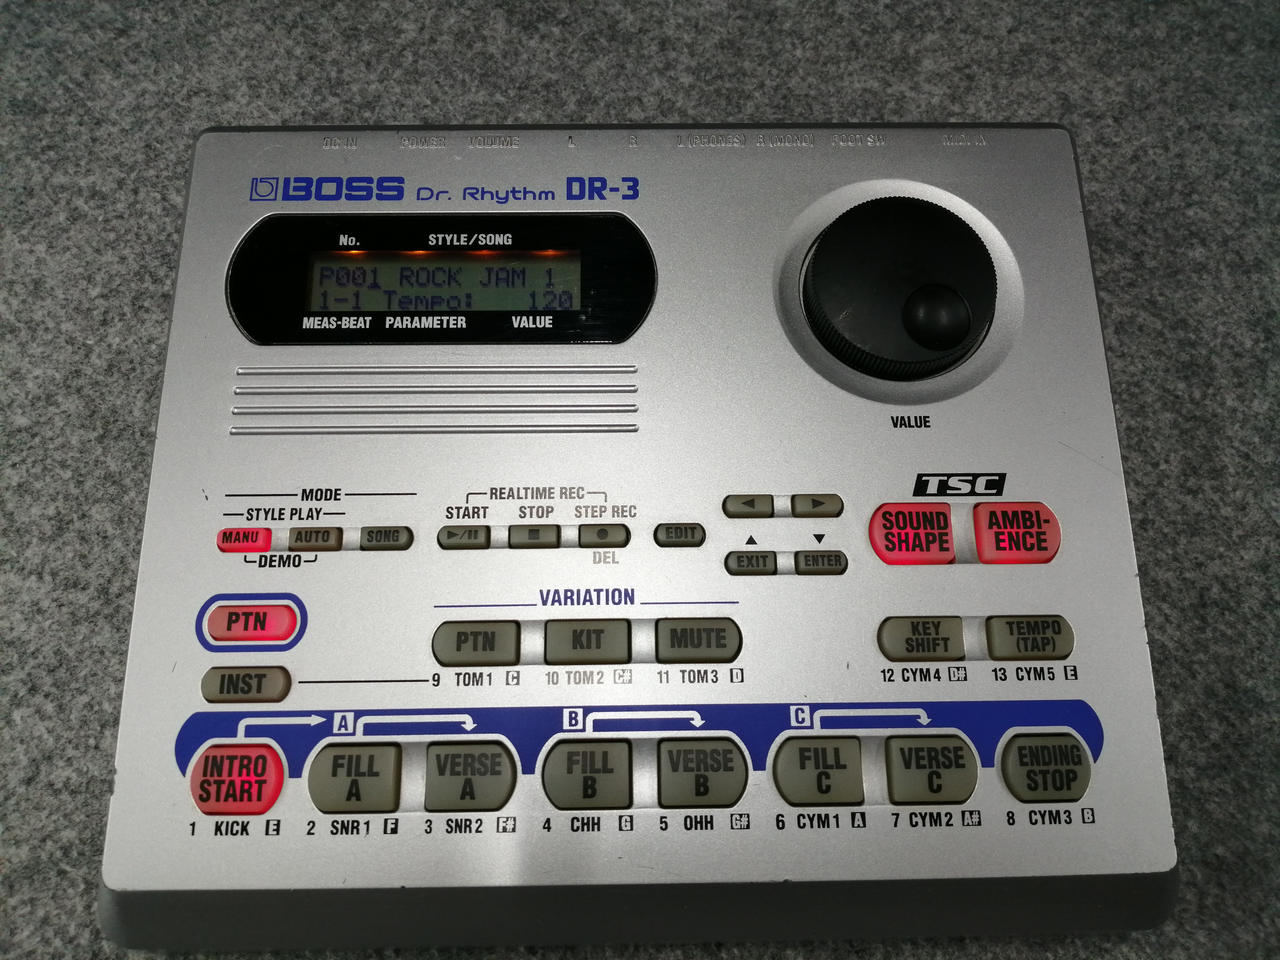 DC IN POWER VOLUME L R L (PHONES) R (MONO) FOOT SW MIDI
BOSS Dr. Rhythm DR-3
No. STYLE/SONG
P001 ROCK JAM 1
1-1 Tempo: 120
MEAS-BEAT PARAMETER VALUE
VALUE
TSC
SOUND SHAPE
AMBI-ENCE
MODE
STYLE PLAY
MANU AUTO SONG
DEMO
REALTIME REC
START STOP STEP REC
DEL
EDIT
EXIT ENTER
PTN
VARIATION
PTN KIT MUTE
9 TOM1 C 10 TOM2 C# 11 TOM3 D
KEY SHIFT
TEMPO (TAP)
12 CYM4 D# 13 CYM5 E
INST
A B C
INTRO START
FILL A
VERSE A
FILL B
VERSE B
FILL C
VERSE C
ENDING STOP
1 KICK E 2 SNR1 F 3 SNR2 F# 4 CHH G 5 OHH G# 6 CYM1 A 7 CYM2 A# 8 CYM3 B